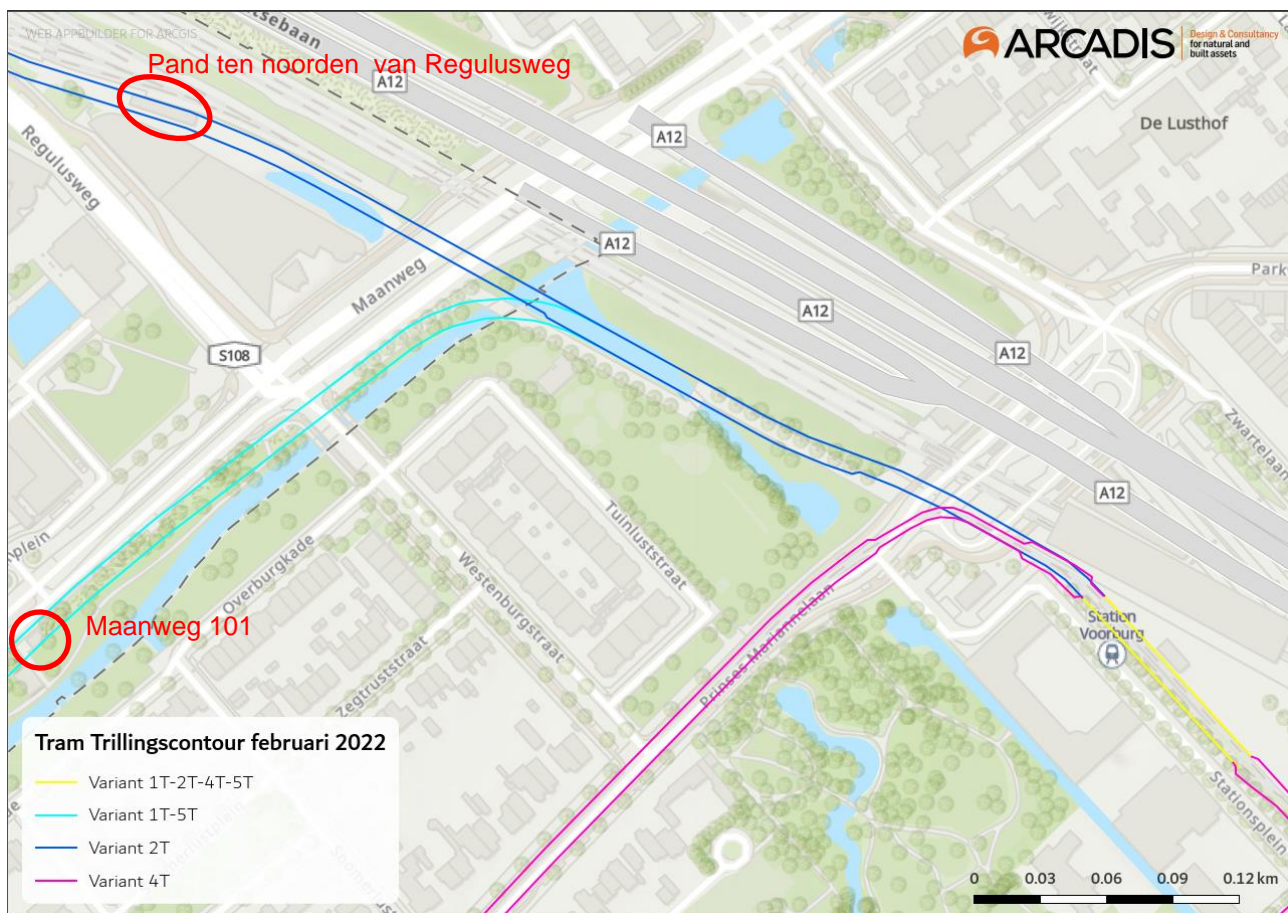 WEB APPBUILDER FOR ARCGIS
tsebaan
ARCADIS
Design & Consultancy
for natural and
built assets
Pand ten noorden van Regulusweg
A12
A12
De Lusthof
Regulusweg
A12
Park
Maanweg
A12
A12
S108
Zwartelaan
A12
Tuinluststraat
nplein
Overburgkade
Westenburgstraat
Prinses Mariannelaan
Station
Voorburg
Maanweg 101
Zegtruststraat
Stationsplein
Tram Trillingscontour februari 2022
Variant 1T-2T-4T-5T
Variant 1T-5T
Variant 2T
Variant 4T
0 0.03 0.06 0.09 0.12 km